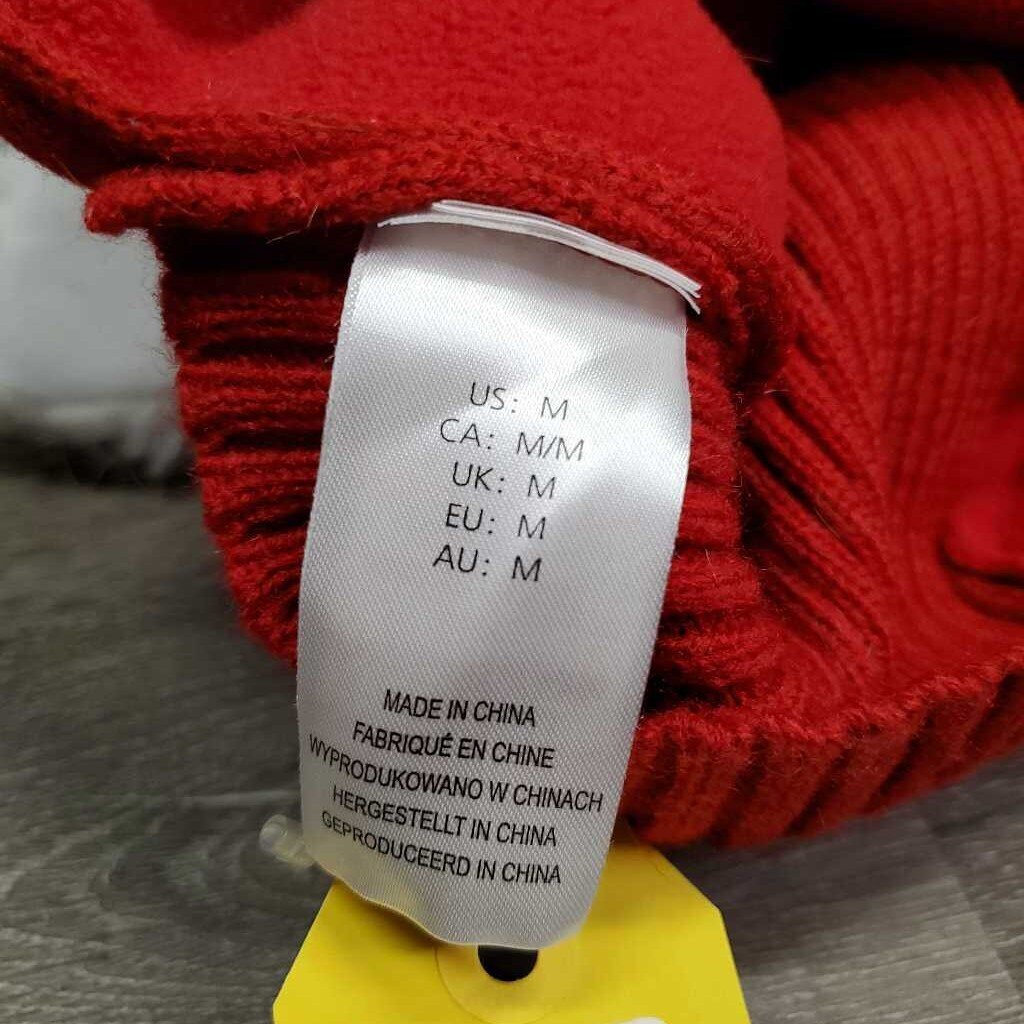 US: M
CA: M/M
UK: M
EU: M
AU: M
MADE IN CHINA
FABRIQUÉ EN CHINE
WYPRODUKOWANO W CHINACH
HERGESTELLT IN CHINA
GEPRODUCEERD IN CHINA